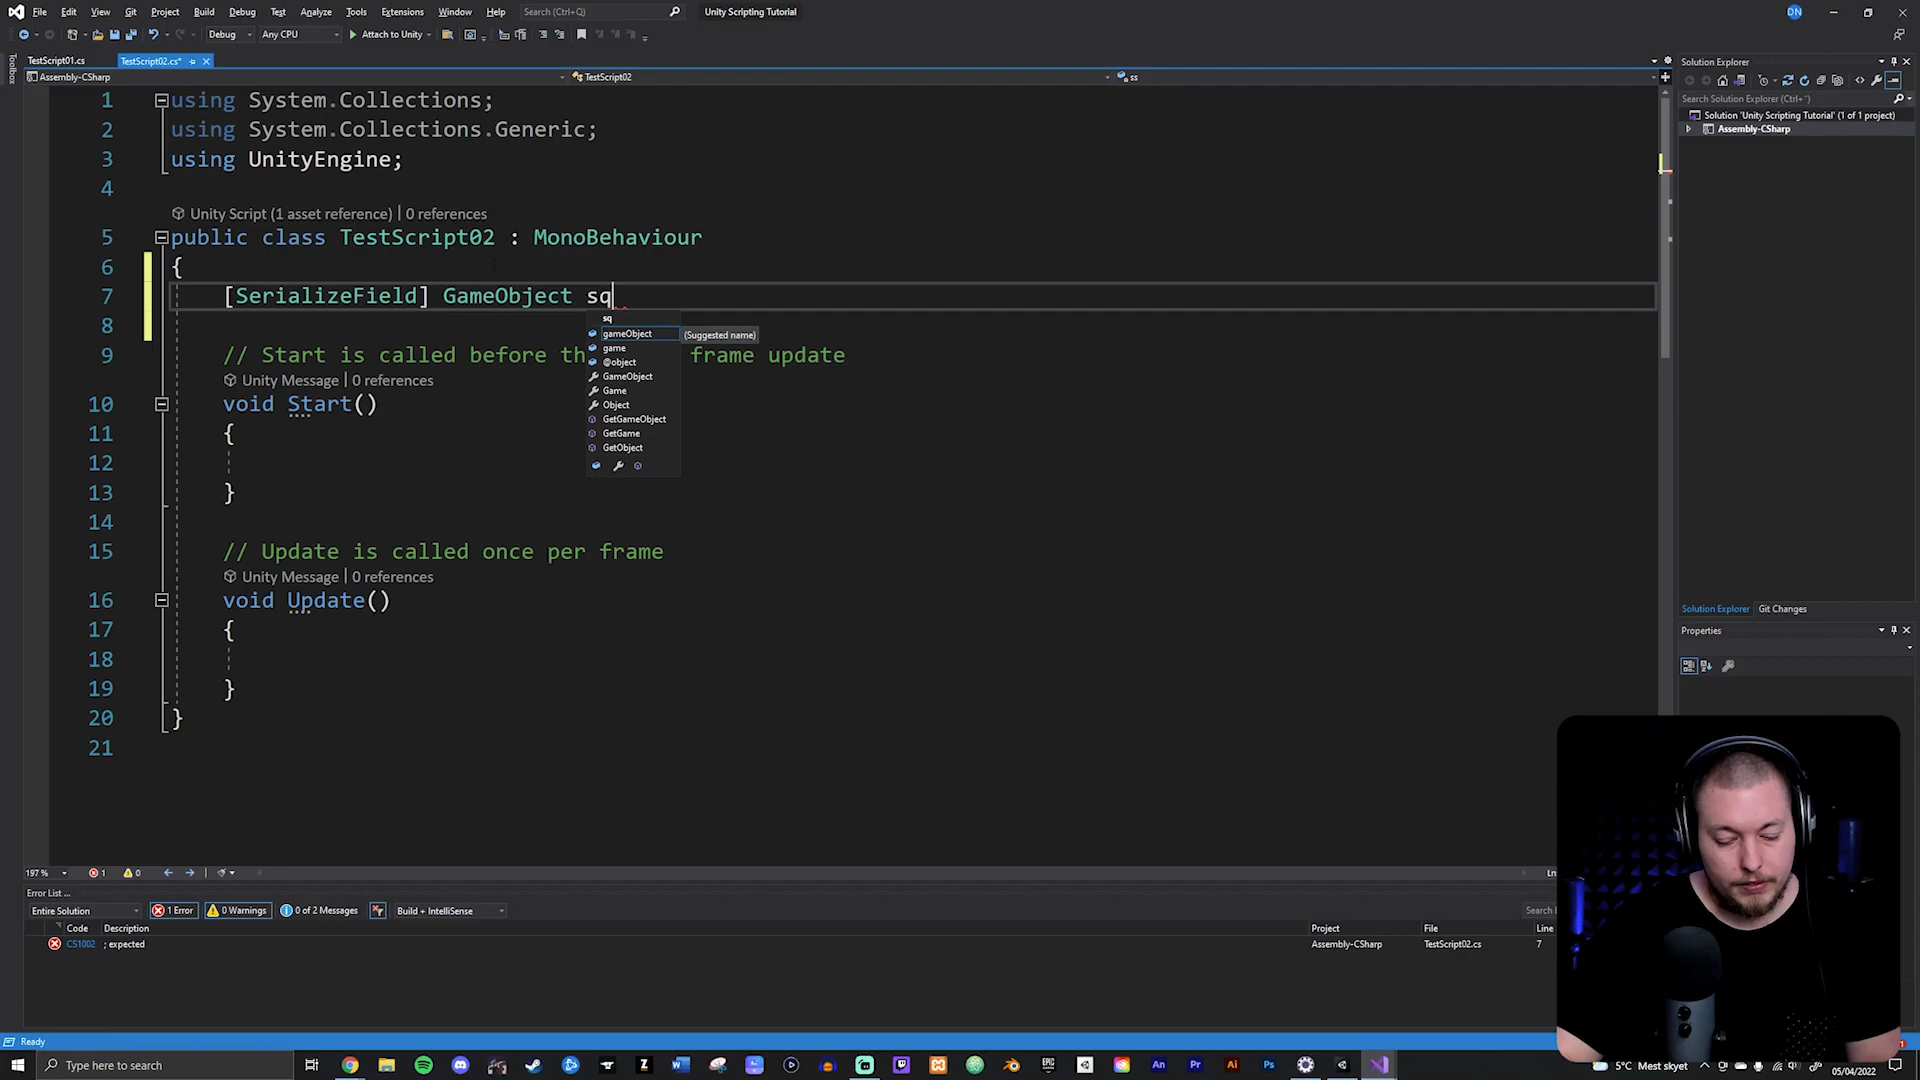 File Edit View Git Project Build Debug Test Analyze Tools Extensions Window Help Search (Ctrl+Q) Unity Scripting Tutorial DN
Debug Any CPU Attach to Unity
Toolbox
TestScript01.cs TestScript02.cs*
Assembly-CSharp TestScript02 ss
1 using System.Collections;
2 using System.Collections.Generic;
3 using UnityEngine;
4
Unity Script (1 asset reference) | 0 references
5 public class TestScript02 : MonoBehaviour
6 {
7 [SerializeField] GameObject sq
8
sq
gameObject (Suggested name)
game
@object
GameObject
Game
Object
GetGameObject
GetGame
GetObject
9 // Start is called before th frame update
Unity Message | 0 references
10 void Start()
11 {
12
13 }
14
15 // Update is called once per frame
Unity Message | 0 references
16 void Update()
17 {
18
19 }
20 }
21
Solution Explorer
Search Solution Explorer (Ctrl+¨)
Solution 'Unity Scripting Tutorial' (1 of 1 project)
Assembly-CSharp
Solution Explorer Git Changes
Properties
197 % 1 0 Ln
Error List ...
Entire Solution 1 Error 0 Warnings 0 of 2 Messages Build + IntelliSense Search E
Code Description Project File Line
CS1002 ; expected Assembly-CSharp TestScript02.cs 7
Ready
Type here to search
5°C Mest skyet
05/04/2022